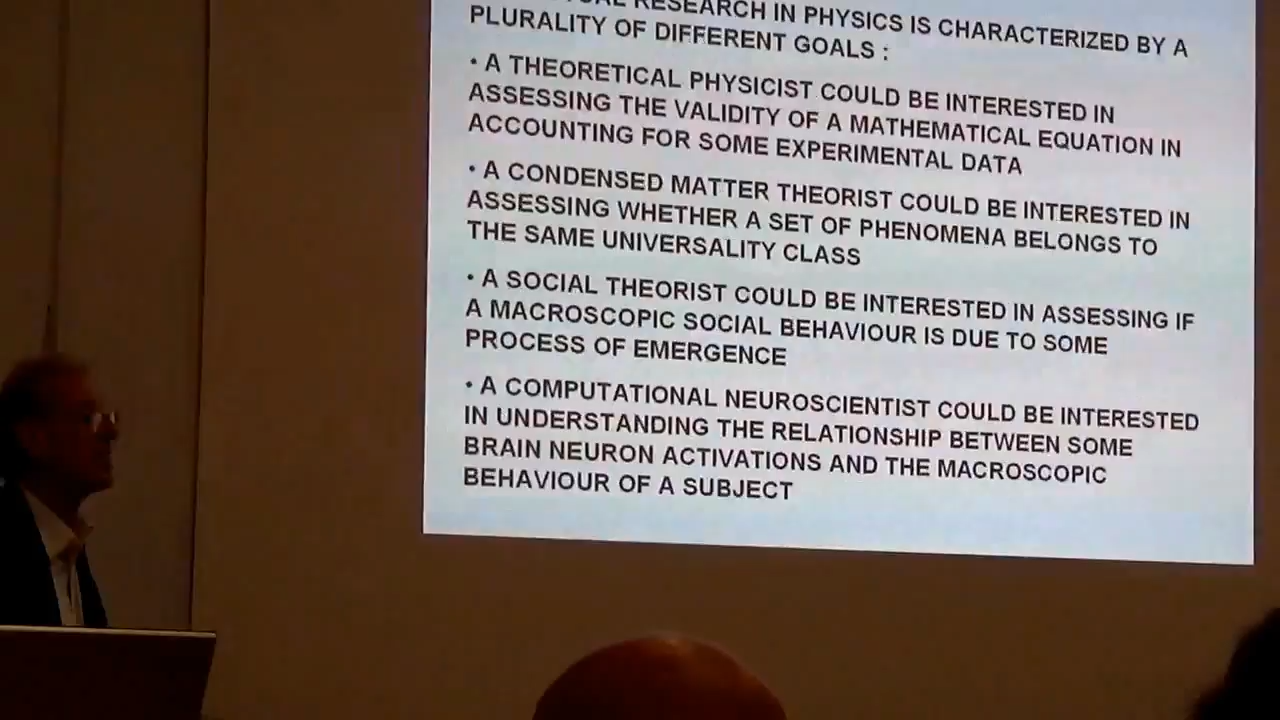 RESEARCH IN PHYSICS IS CHARACTERIZED BY A
PLURALITY OF DIFFERENT GOALS :
• A THEORETICAL PHYSICIST COULD BE INTERESTED IN
ASSESSING THE VALIDITY OF A MATHEMATICAL EQUATION IN
ACCOUNTING FOR SOME EXPERIMENTAL DATA
• A CONDENSED MATTER THEORIST COULD BE INTERESTED IN
ASSESSING WHETHER A SET OF PHENOMENA BELONGS TO
THE SAME UNIVERSALITY CLASS
• A SOCIAL THEORIST COULD BE INTERESTED IN ASSESSING IF
A MACROSCOPIC SOCIAL BEHAVIOUR IS DUE TO SOME
PROCESS OF EMERGENCE
• A COMPUTATIONAL NEUROSCIENTIST COULD BE INTERESTED
IN UNDERSTANDING THE RELATIONSHIP BETWEEN SOME
BRAIN NEURON ACTIVATIONS AND THE MACROSCOPIC
BEHAVIOUR OF A SUBJECT